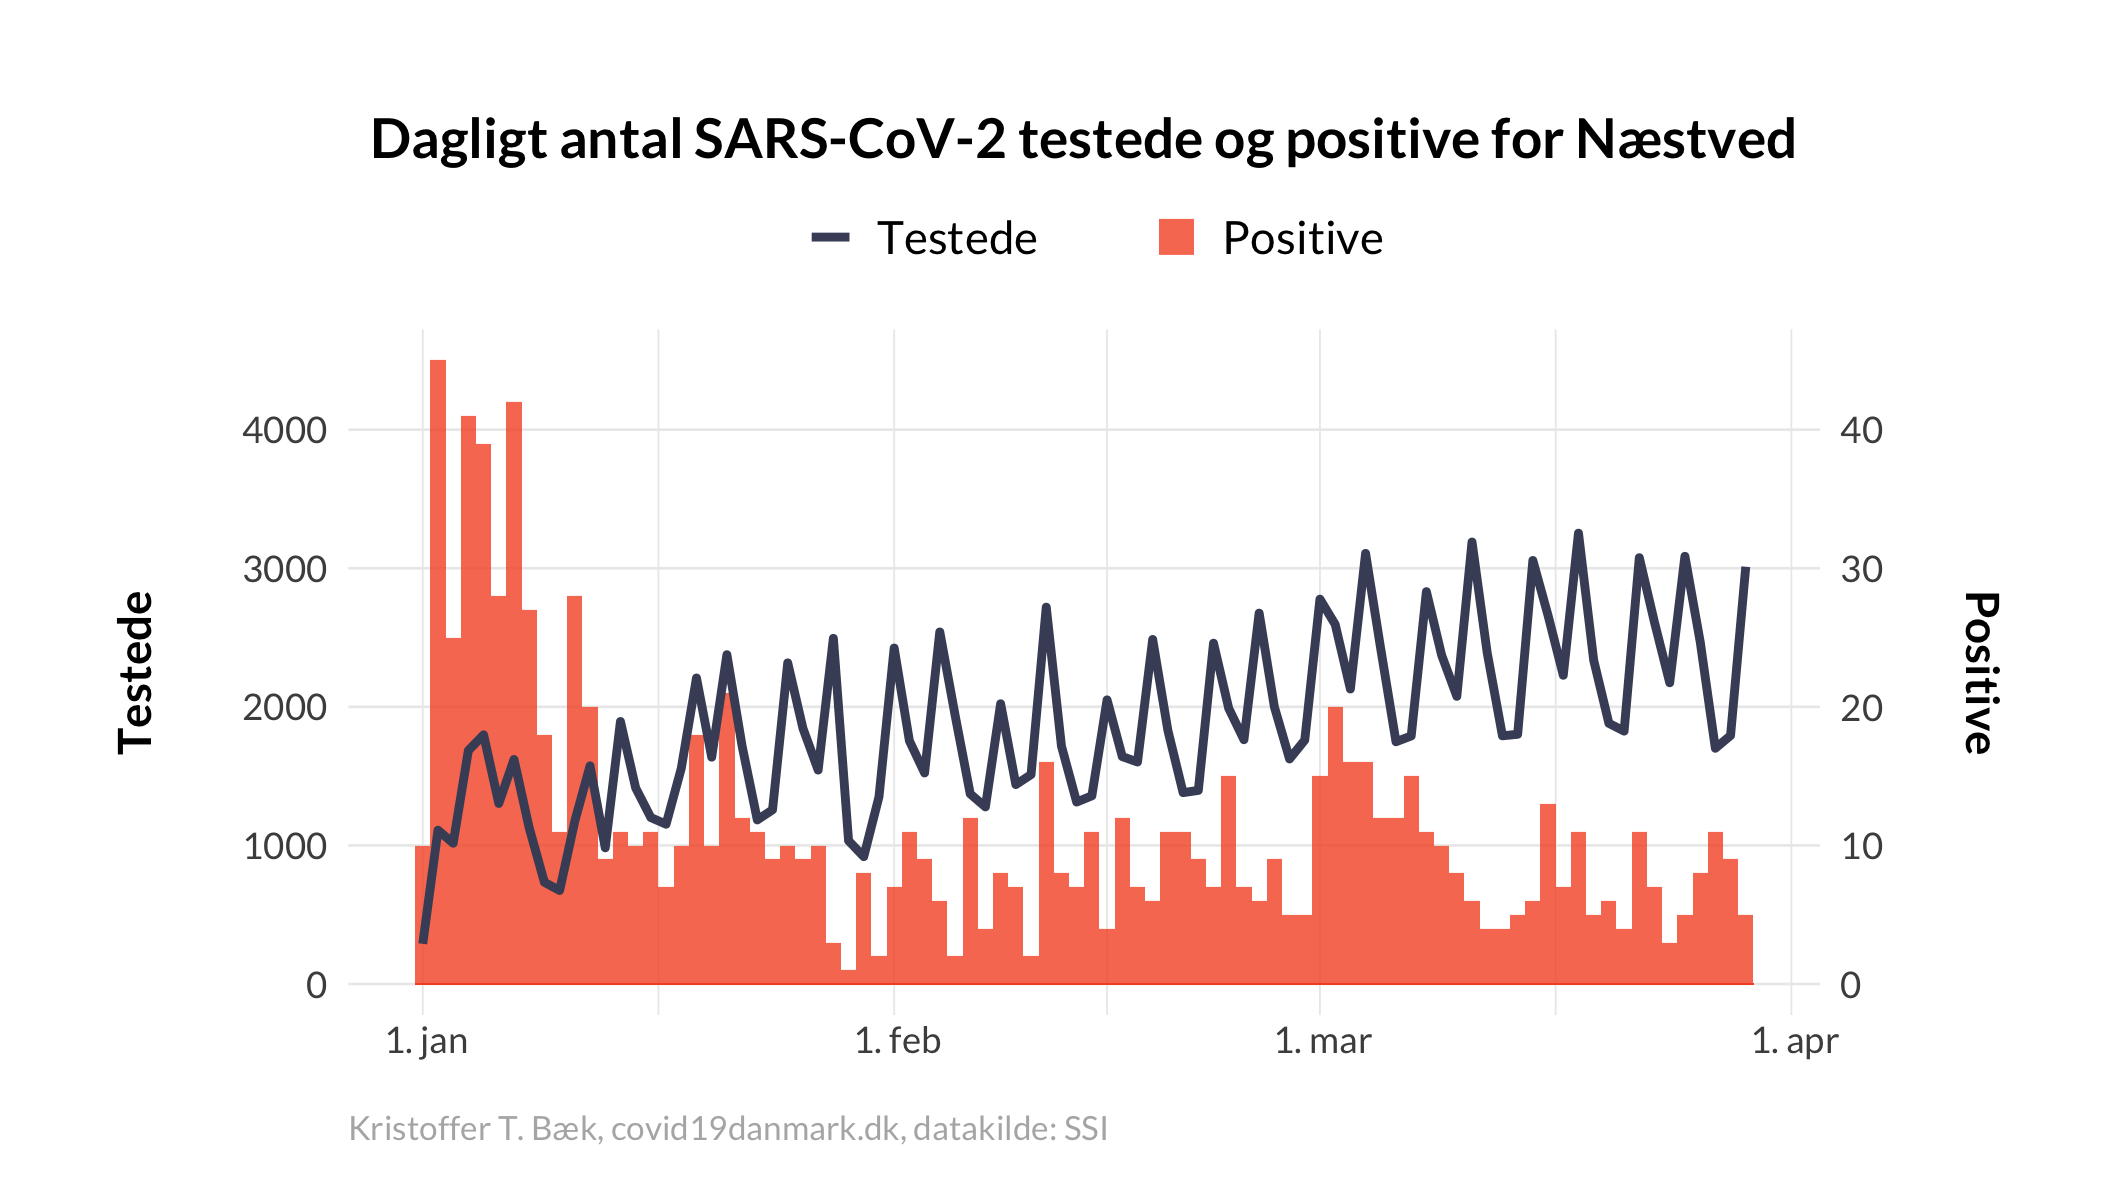 Dagligt antal SARS-CoV-2 testede og positive for Næstved
Testede
Positive
4000
3000
2000
1000
0
Testede
40
30
20
10
0
Positive
1. jan
1. feb
1. mar
1. apr
Kristoffer T. Bæk, covid19danmark.dk, datakilde: SSI